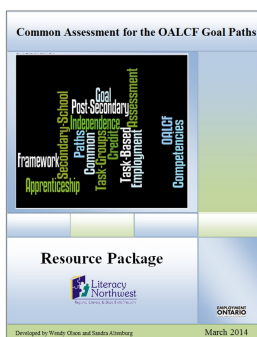 Common Assessment for the OALCF Goal Paths
Framework
Apprenticeship
Secondary-School
Paths
Common
Task-Groups
Goal
Post-Secondary
Independence
Credit
Task-Based
Employment
Assessment
OALCf
Competencies
Resource Package
Literacy
Northwest
EMPLOYMENT
ONTARIO
Developed by Wendy Olson and Sandra Altenburg
March 2014